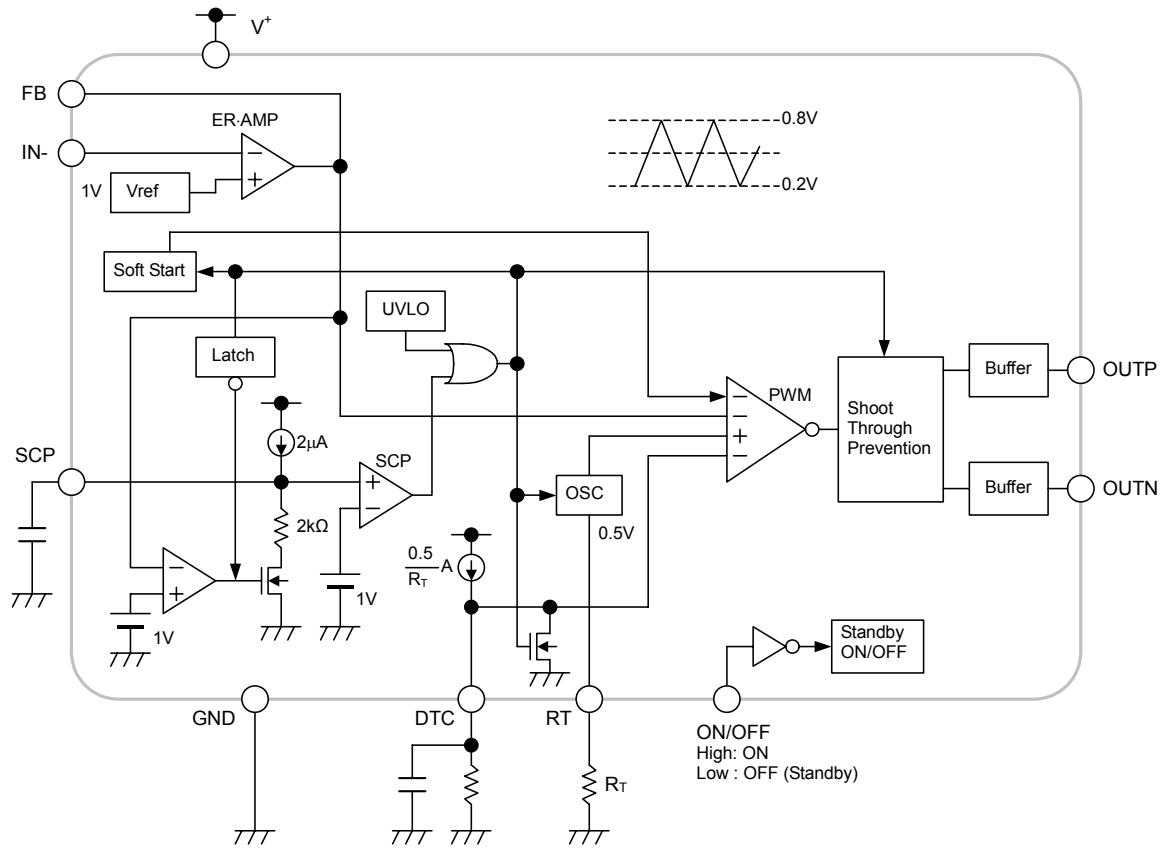 V+
FB
ER·AMP
0.8V
IN-
1V
Vref
0.2V
Soft Start
UVLO
Latch
Buffer
OUTP
PWM
Shoot
Through
Prevention
2μA
SCP
SCP
OSC
Buffer
OUTN
2kΩ
0.5V
0.5
RT
A
1V
1V
Standby
ON/OFF
GND
DTC
RT
ON/OFF
High: ON
Low : OFF (Standby)
RT
−
+
−
−
+
−
+
−
−
+